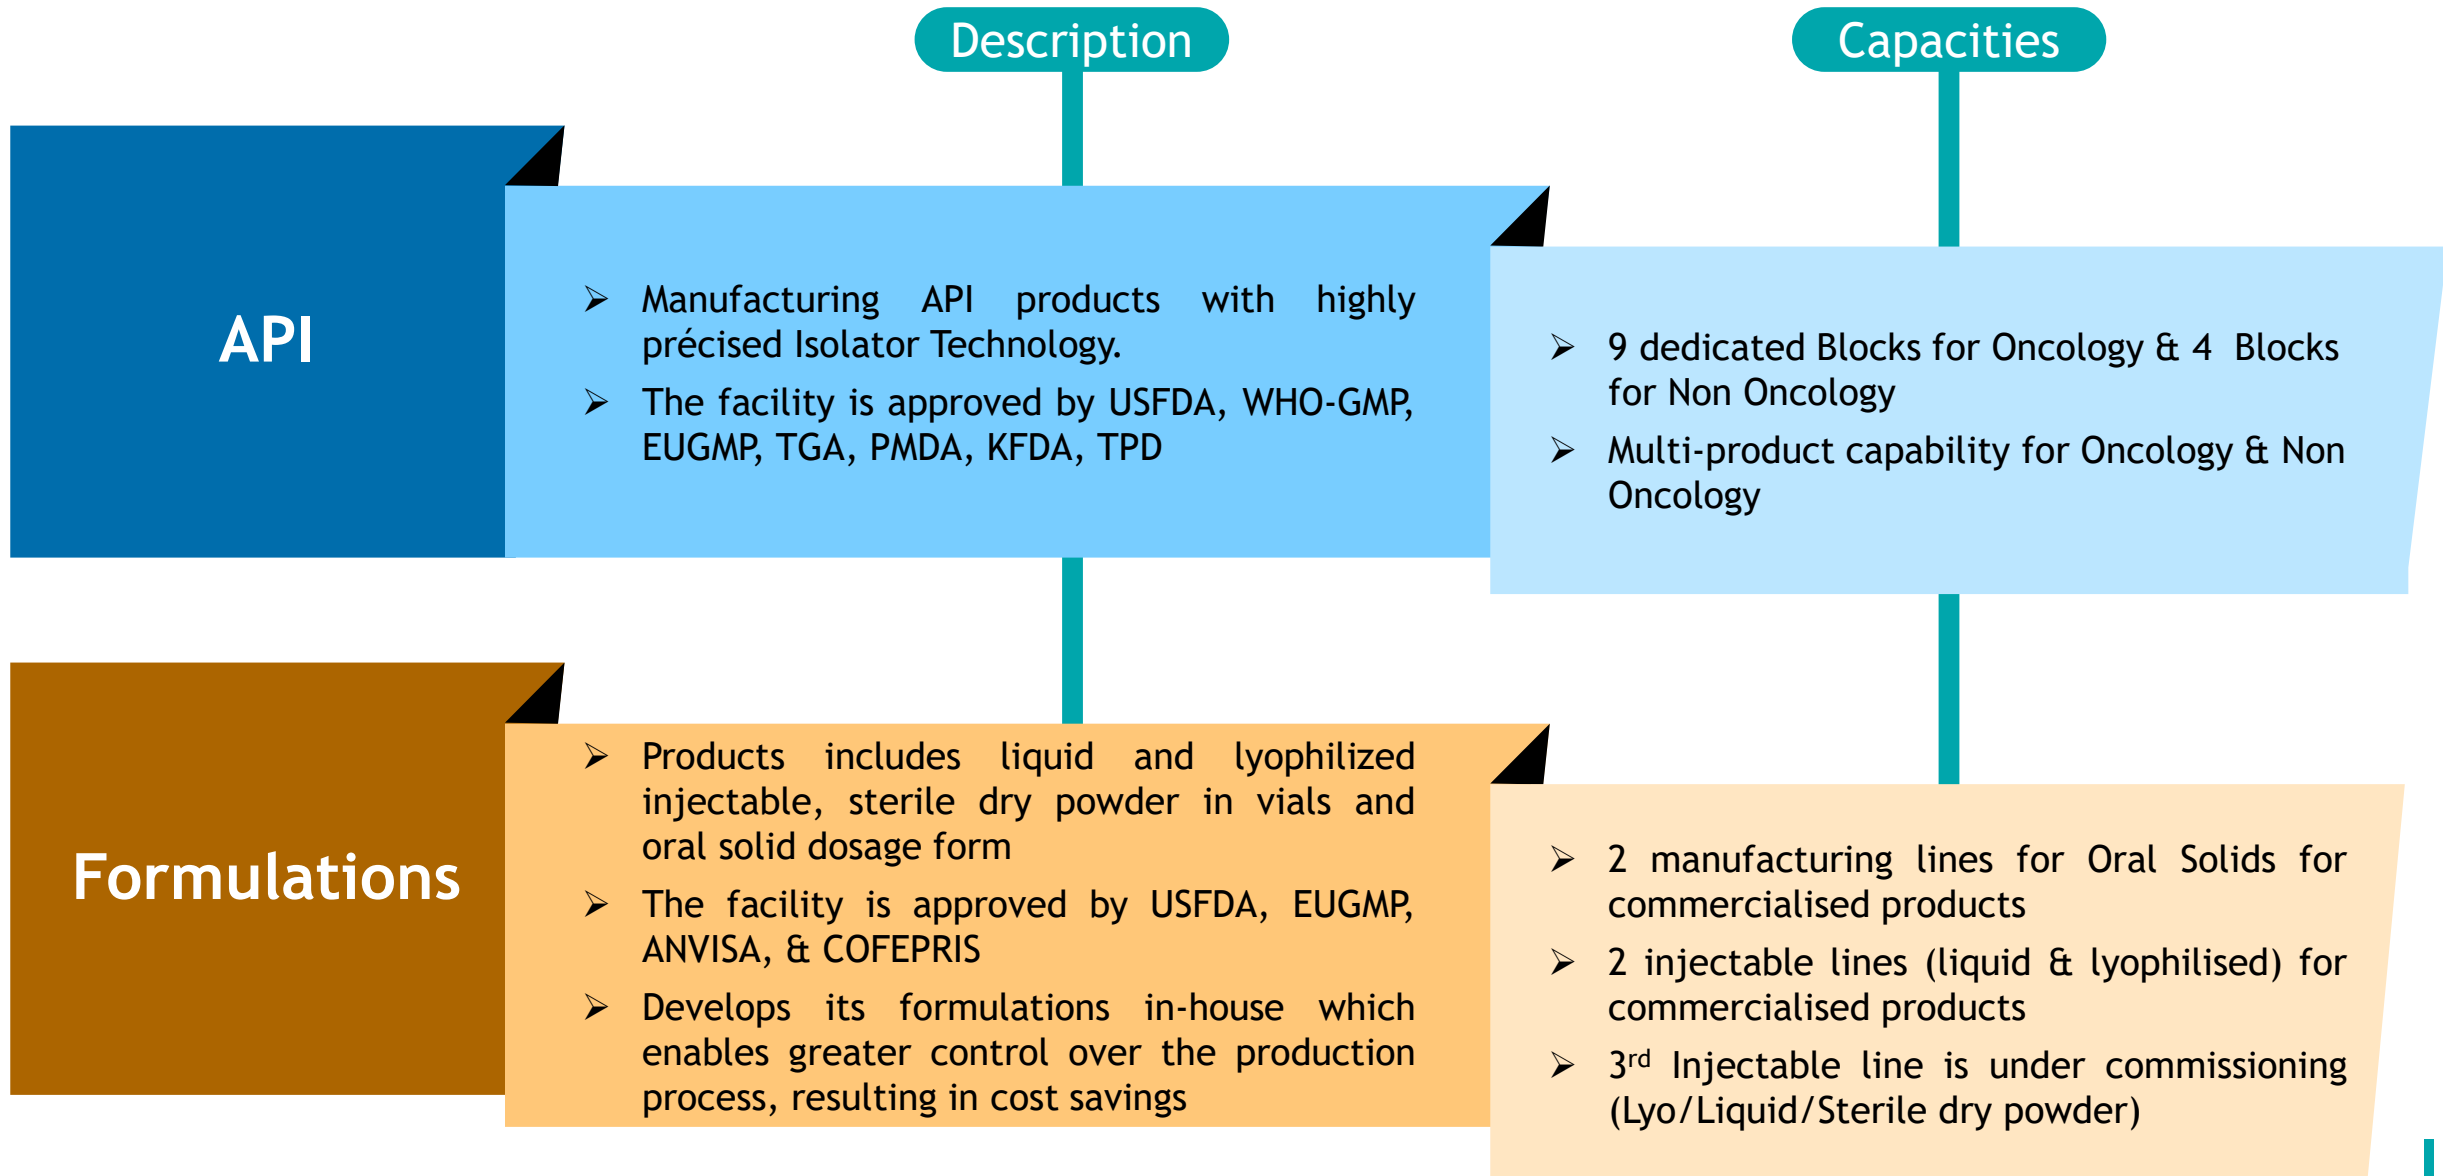 Description
Capacities
API
➢ Manufacturing API products with highly
précised Isolator Technology.
➢ The facility is approved by USFDA, WHO-GMP,
EUGMP, TGA, PMDA, KFDA, TPD
➢ 9 dedicated Blocks for Oncology & 4 Blocks
for Non Oncology
➢ Multi-product capability for Oncology & Non
Oncology
Formulations
➢ Products includes liquid and lyophilized
injectable, sterile dry powder in vials and
oral solid dosage form
➢ The facility is approved by USFDA, EUGMP,
ANVISA, & COFEPRIS
➢ Develops its formulations in-house which
enables greater control over the production
process, resulting in cost savings
➢ 2 manufacturing lines for Oral Solids for
commercialised products
➢ 2 injectable lines (liquid & lyophilised) for
commercialised products
➢ 3rd Injectable line is under commissioning
(Lyo/Liquid/Sterile dry powder)